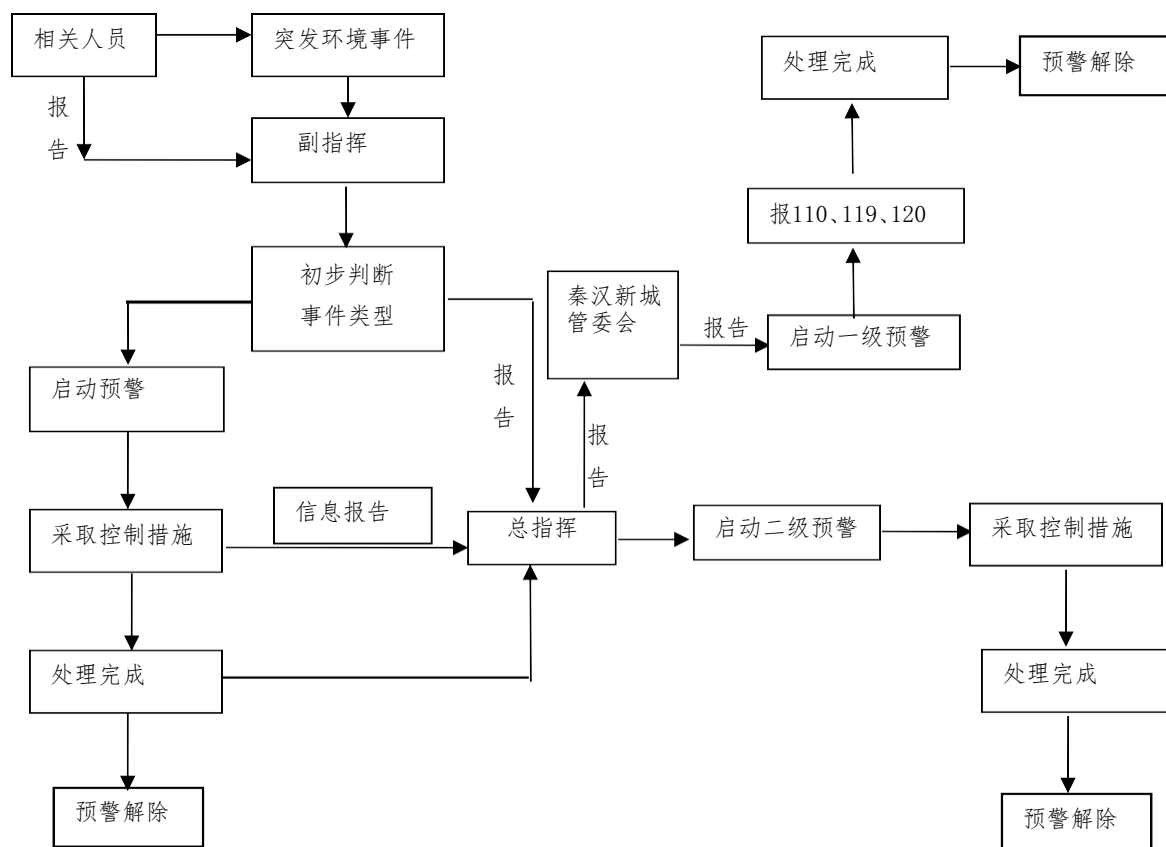 相关人员
突发环境事件
处理完成
预警解除
报
告
副指挥
报110、119、120
初步判断
事件类型
秦汉新城
管委会
报告
启动一级预警
启动预警
报
告
报
告
信息报告
采取控制措施
总指挥
启动二级预警
采取控制措施
处理完成
处理完成
预警解除
预警解除